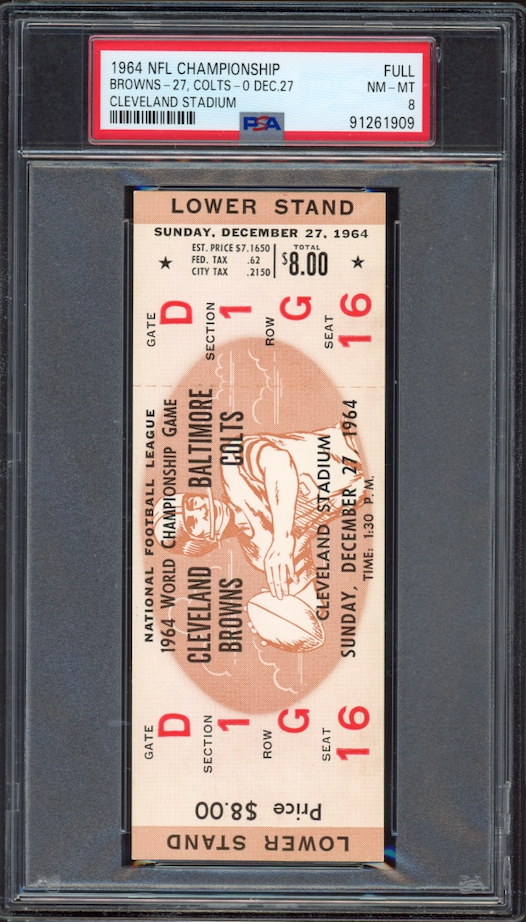 1964 NFL CHAMPIONSHIP FULL
BROWNS-27, COLTS-0 DEC.27 NM-MT
CLEVELAND STADIUM 8
PSA 91261909
LOWER STAND
SUNDAY, DECEMBER 27, 1964
EST. PRICE $7.1650
FED. TAX .62
CITY TAX .2150
TOTAL
$8.00
GATE D
SECTION 1
ROW G
SEAT 16
NATIONAL FOOTBALL LEAGUE
1964 WORLD CHAMPIONSHIP GAME
CLEVELAND BALTIMORE
BROWNS COLTS
CLEVELAND STADIUM
SUNDAY, DECEMBER 27, 1964
TIME: 1:30 P.M.
GATE D
SECTION 1
ROW G
SEAT 16
Price $8.00
LOWER STAND